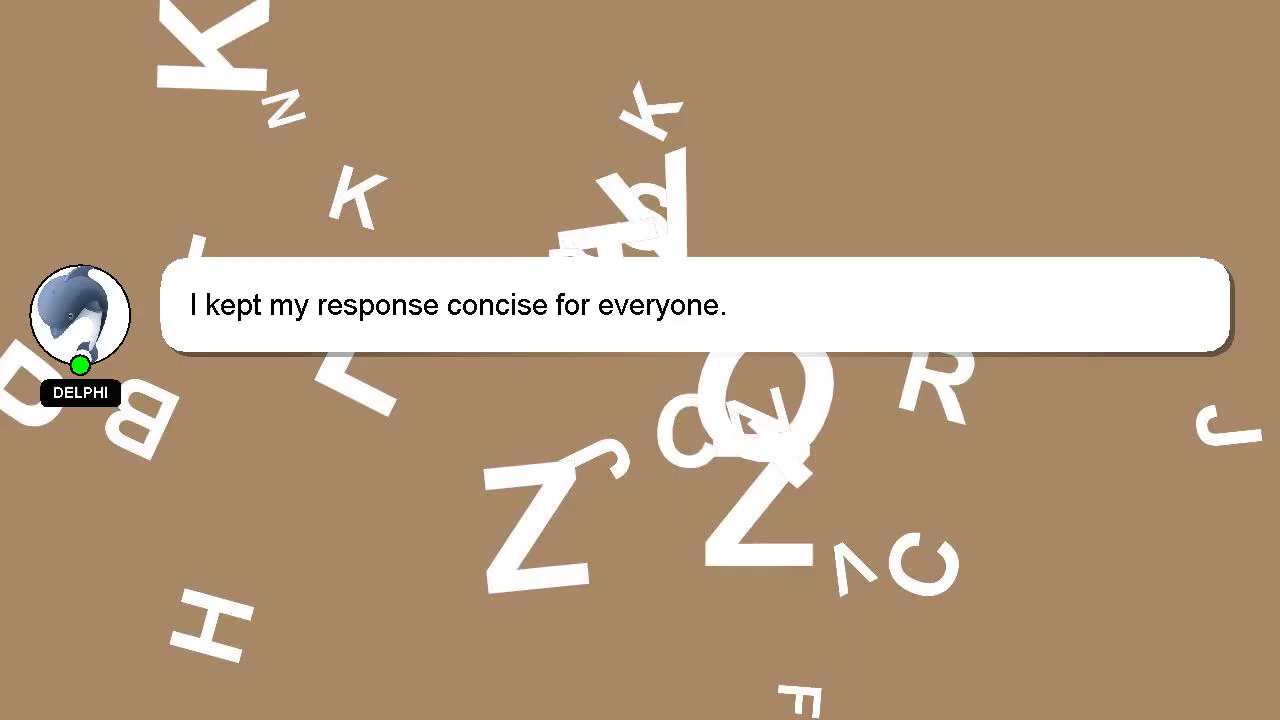 K
N
K
K
S
I kept my response concise for everyone.
DELPHI
B
L
Q
C
N
R
J
J
Z
Z
V
C
H
F